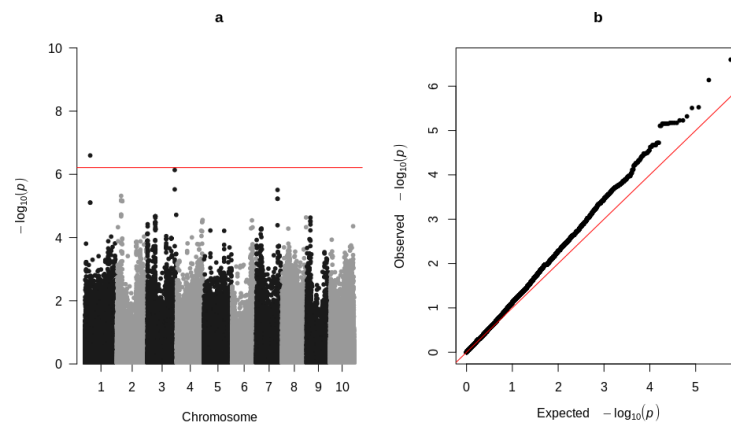 a
10
8
6
4
2
0
− log10(p)
1 2 3 4 5 6 7 8 9 10
Chromosome
b
6
5
4
3
2
1
0
Observed − log10(p)
0 1 2 3 4 5
Expected − log10(p)